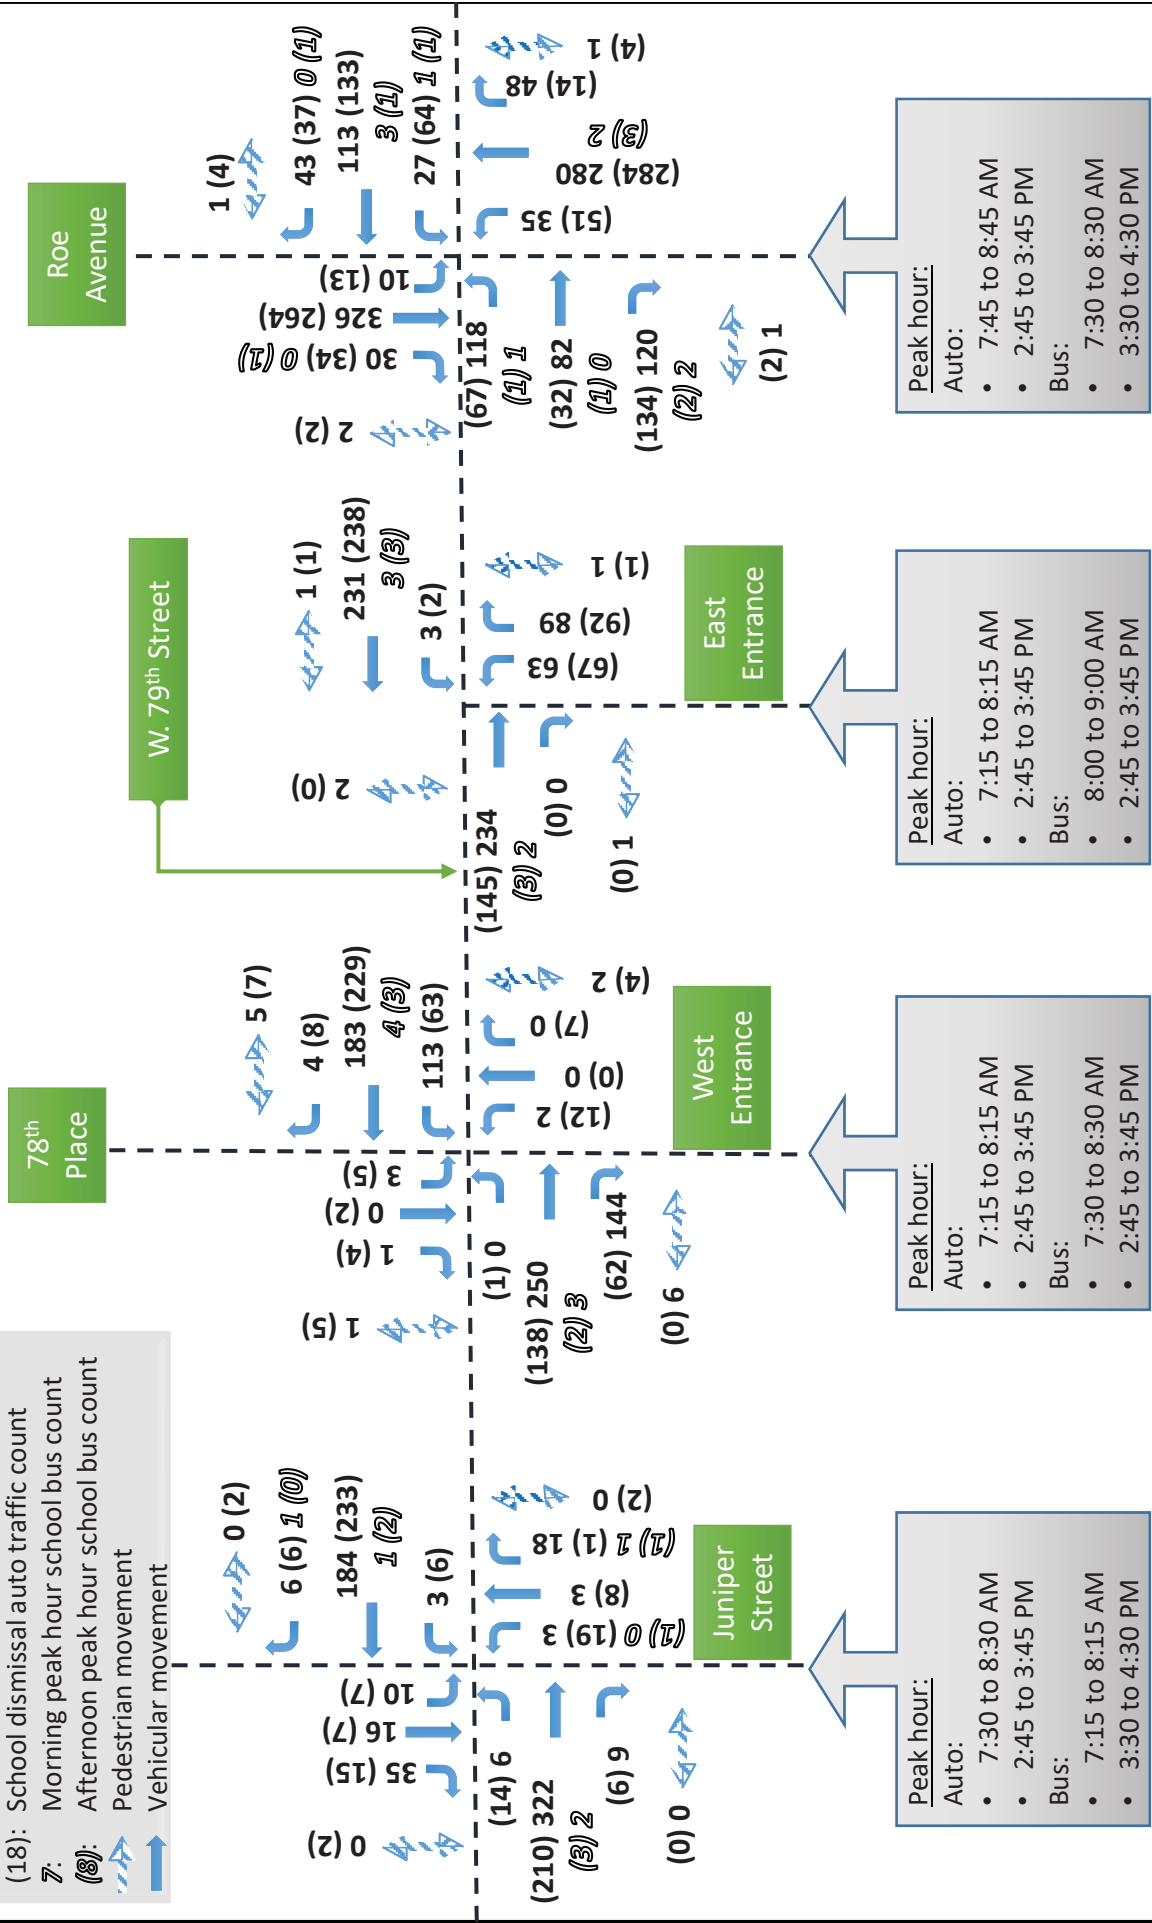 (18): School dismissal auto traffic count
7: Morning peak hour school bus count
(8): Afternoon peak hour school bus count
Pedestrian movement
Vehicular movement
78th
Place
W. 79th Street
Roe
Avenue
0 (2)
6 (6) 1 (0)
184 (233)
1 (2)
3 (6)
10 (7)
16 (7)
35 (15)
0 (2)
(14) 6
(210) 322
(3) 2
(6) 9
(0) 0
(19) 3 0 (1)
(8) 3
18 (1) 1 (1)
(2) 0
Juniper
Street
5 (7)
4 (8)
183 (229)
4 (3)
113 (63)
3 (5)
0 (2)
1 (4)
1 (5)
(1) 0
(138) 250
(2) 3
(62) 144
(0) 6
(12) 2
(0) 0
(7) 0
(4) 2
West
Entrance
1 (1)
231 (238)
3 (3)
3 (2)
2 (0)
(145) 234
(3) 2
(0) 0
(0) 1
(67) 63
(92) 89
(1) 1
East
Entrance
1 (4)
43 (37) 0 (1)
113 (133)
3 (1)
27 (64) 1 (1)
10 (13)
326 (264)
30 (34) 0 (1)
2 (2)
(67) 118
(1) 1
(32) 82
(1) 0
(134) 120
(2) 2
(2) 1
(51) 35
(284) 280
(3) 2
(14) 48
(4) 1
Peak hour:
Auto:
• 7:30 to 8:30 AM
• 2:45 to 3:45 PM
Bus:
• 7:15 to 8:15 AM
• 3:30 to 4:30 PM
Peak hour:
Auto:
• 7:15 to 8:15 AM
• 2:45 to 3:45 PM
Bus:
• 7:30 to 8:30 AM
• 2:45 to 3:45 PM
Peak hour:
Auto:
• 7:15 to 8:15 AM
• 2:45 to 3:45 PM
Bus:
• 8:00 to 9:00 AM
• 2:45 to 3:45 PM
Peak hour:
Auto:
• 7:45 to 8:45 AM
• 2:45 to 3:45 PM
Bus:
• 7:30 to 8:30 AM
• 3:30 to 4:30 PM